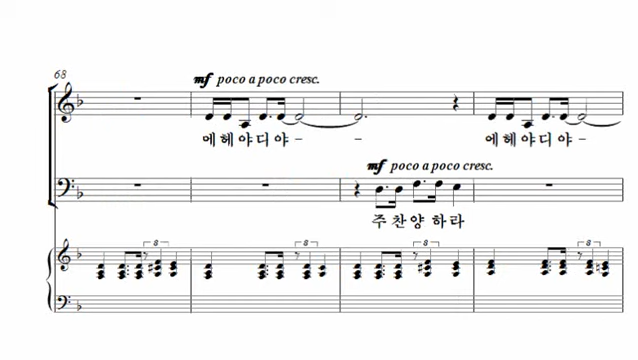 68
mf poco a poco cresc.
에헤야디야- - 에헤야디야-
mf poco a poco cresc.
주찬양 하라
8 8 8 8